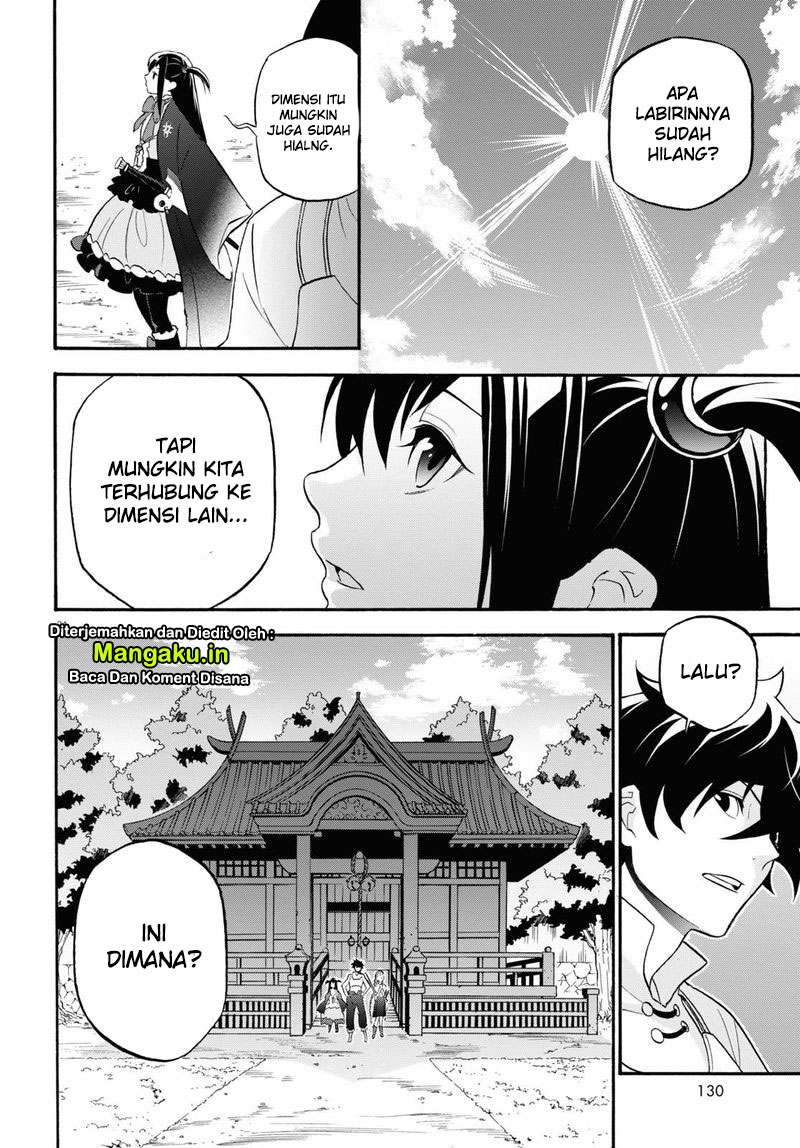 APA
LABIRINNYA
SUDAH
HILANG?
DIMENSI ITU
MUNGKIN
JUGA SUDAH
HIALNG.
TAPI
MUNGKIN KITA
TERHUBUNG KE
DIMENSI LAIN...
Diterjemahkan dan Diedit Oleh :
Mangaku.in
Baca Dan Koment Disana
LALU?
INI
DIMANA?
130